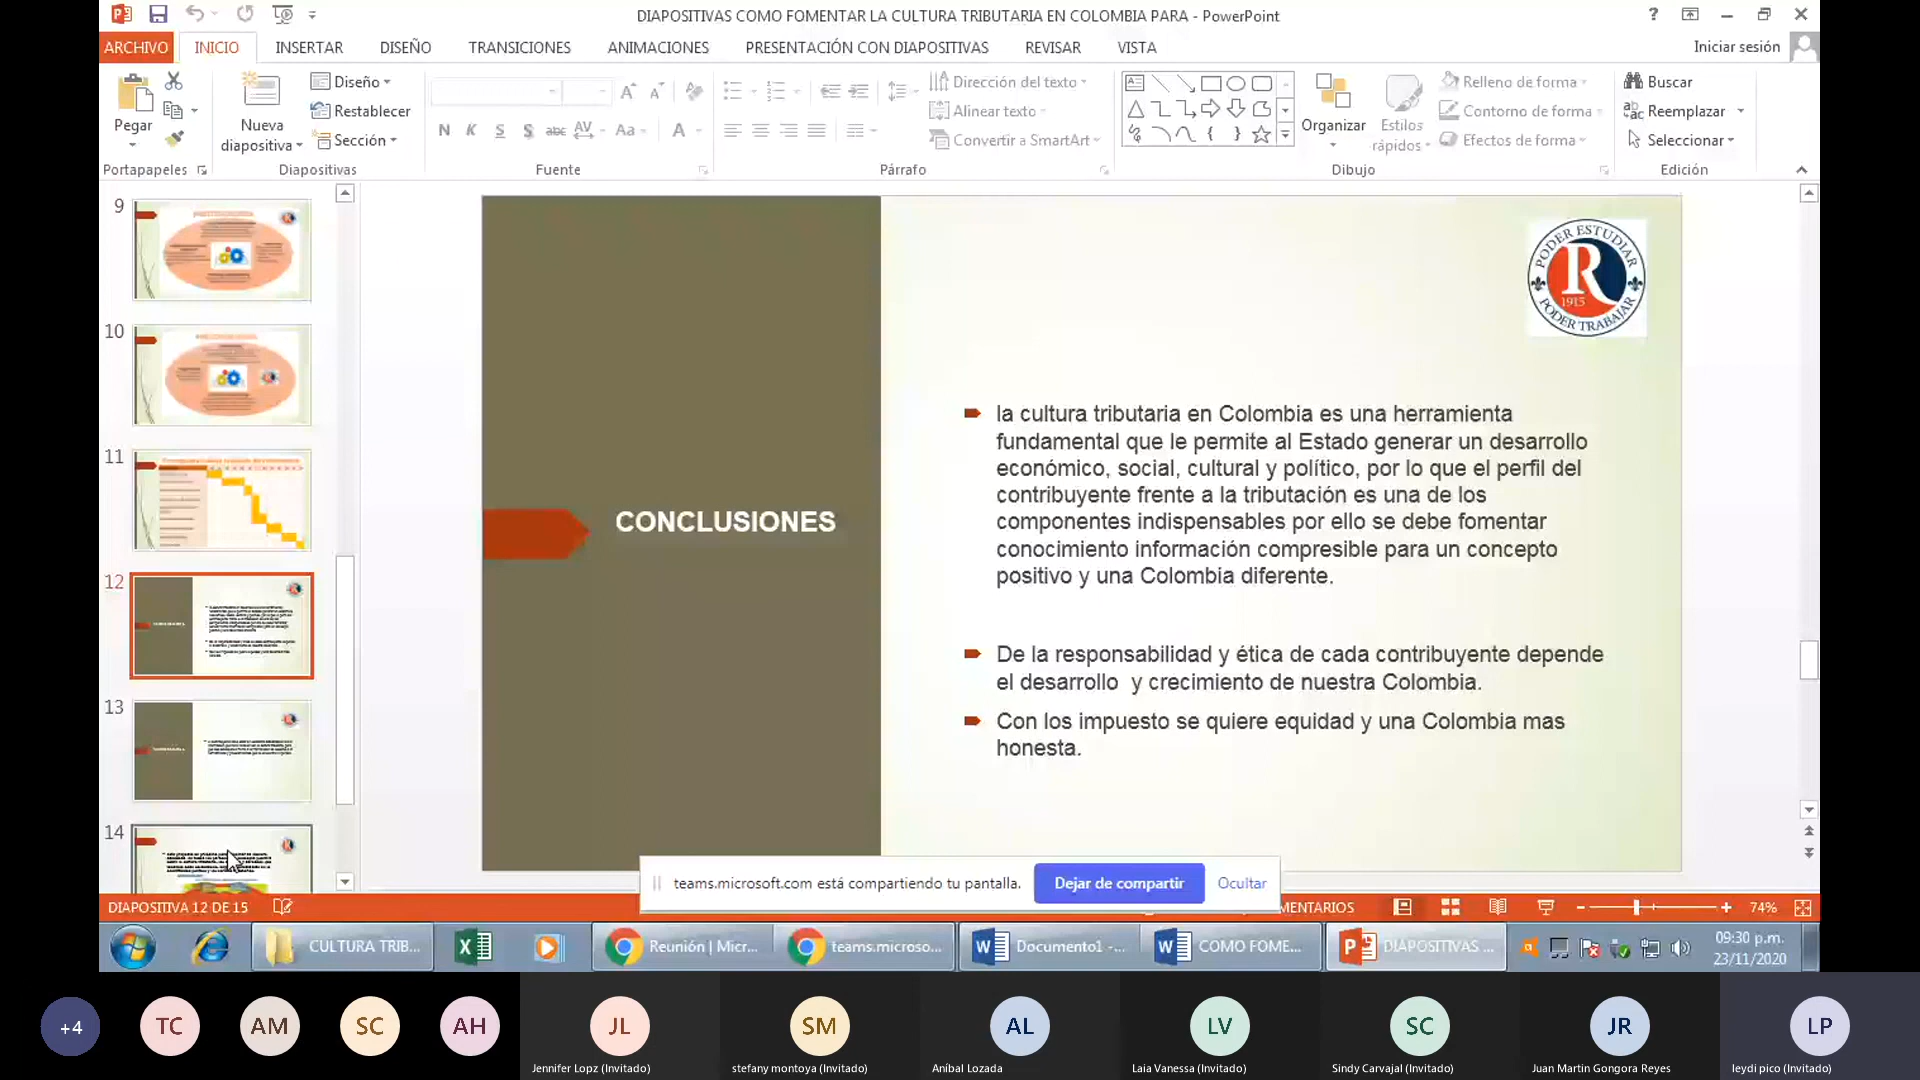 DIAPOSITIVAS COMO FOMENTAR LA CULTURA TRIBUTARIA EN COLOMBIA PARA - PowerPoint
ARCHIVO INICIO INSERTAR DISEÑO TRANSICIONES ANIMACIONES PRESENTACIÓN CON DIAPOSITIVAS REVISAR VISTA Iniciar sesión
Pegar
Portapapeles
Nueva diapositiva
Diseño
Restablecer
Sección
Diapositivas
N K S S abc AV Aa A
Fuente
Dirección del texto
Alinear texto
Convertir a SmartArt
Párrafo
Organizar
Estilos rápidos
Relleno de forma
Contorno de forma
Efectos de forma
Dibujo
Buscar
Reemplazar
Seleccionar
Edición
9
10
11
12
13
14
PODER ESTUDIAR
R
1915
PODER TRABAJAR
CONCLUSIONES
la cultura tributaria en Colombia es una herramienta
fundamental que le permite al Estado generar un desarrollo
económico, social, cultural y político, por lo que el perfil del
contribuyente frente a la tributación es una de los
componentes indispensables por ello se debe fomentar
conocimiento información compresible para un concepto
positivo y una Colombia diferente.
De la responsabilidad y ética de cada contribuyente depende
el desarrollo y crecimiento de nuestra Colombia.
Con los impuesto se quiere equidad y una Colombia mas
honesta.
teams.microsoft.com está compartiendo tu pantalla. Dejar de compartir Ocultar
DIAPOSITIVA 12 DE 15 MENTARIOS 74%
CULTURA TRIB... Reunión | Micr... teams.microso... Documento1 -... COMO FOME... DIAPOSITIVAS ... 09:30 p.m.
23/11/2020
+4 TC AM SC AH JL SM AL LV SC JR LP
Jennifer Lopz (Invitado) stefany montoya (Invitado) Aníbal Lozada Laia Vanessa (Invitado) Sindy Carvajal (Invitado) Juan Martin Gongora Reyes leydi pico (Invitado)